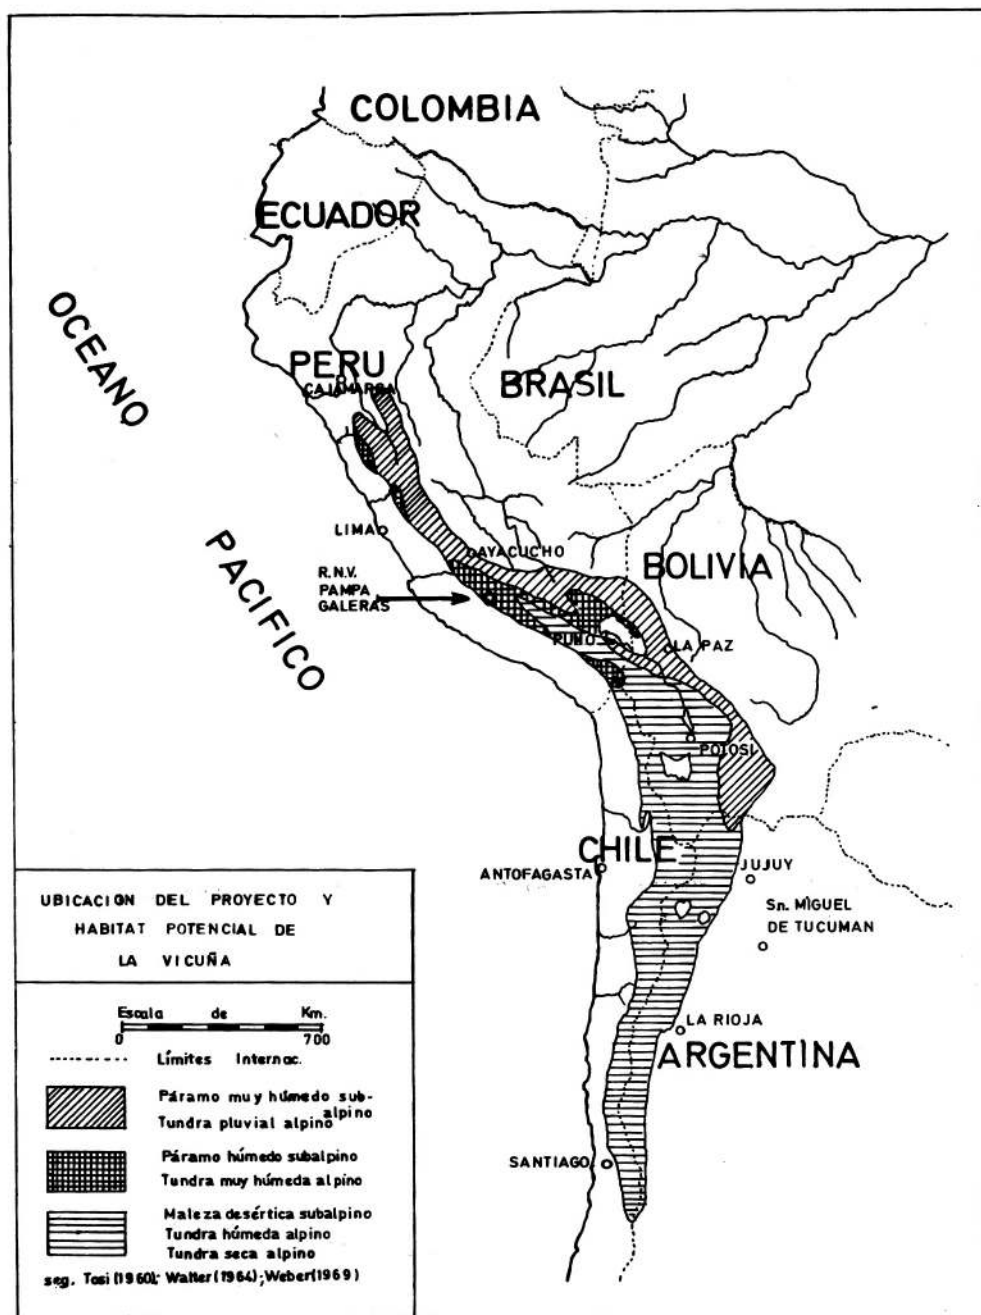 COLOMBIA
ECUADOR
OCEANO
PERU
CAJAMARCA
BRASIL
LIMA
AYACUCHO
PACIFICO
BOLIVIA
R.N.V.
PAMPA
GALERAS
PUNO
LA PAZ
POTOSI
CHILE
ANTOFAGASTA
JUJUY
Sn. MIGUEL
DE TUCUMAN
LA RIOJA
ARGENTINA
SANTIAGO
UBICACION DEL PROYECTO Y
HABITAT POTENCIAL DE
LA VICUÑA
Escala de Km.
0 700
Límites Internac.
Páramo muy húmedo sub-
alpino
Tundra pluvial alpino
Páramo húmedo subalpino
Tundra muy húmeda alpino
Maleza desértica subalpino
Tundra húmeda alpino
Tundra seca alpino
seg. Tosi (1960); Walter (1964); Weber (1969)